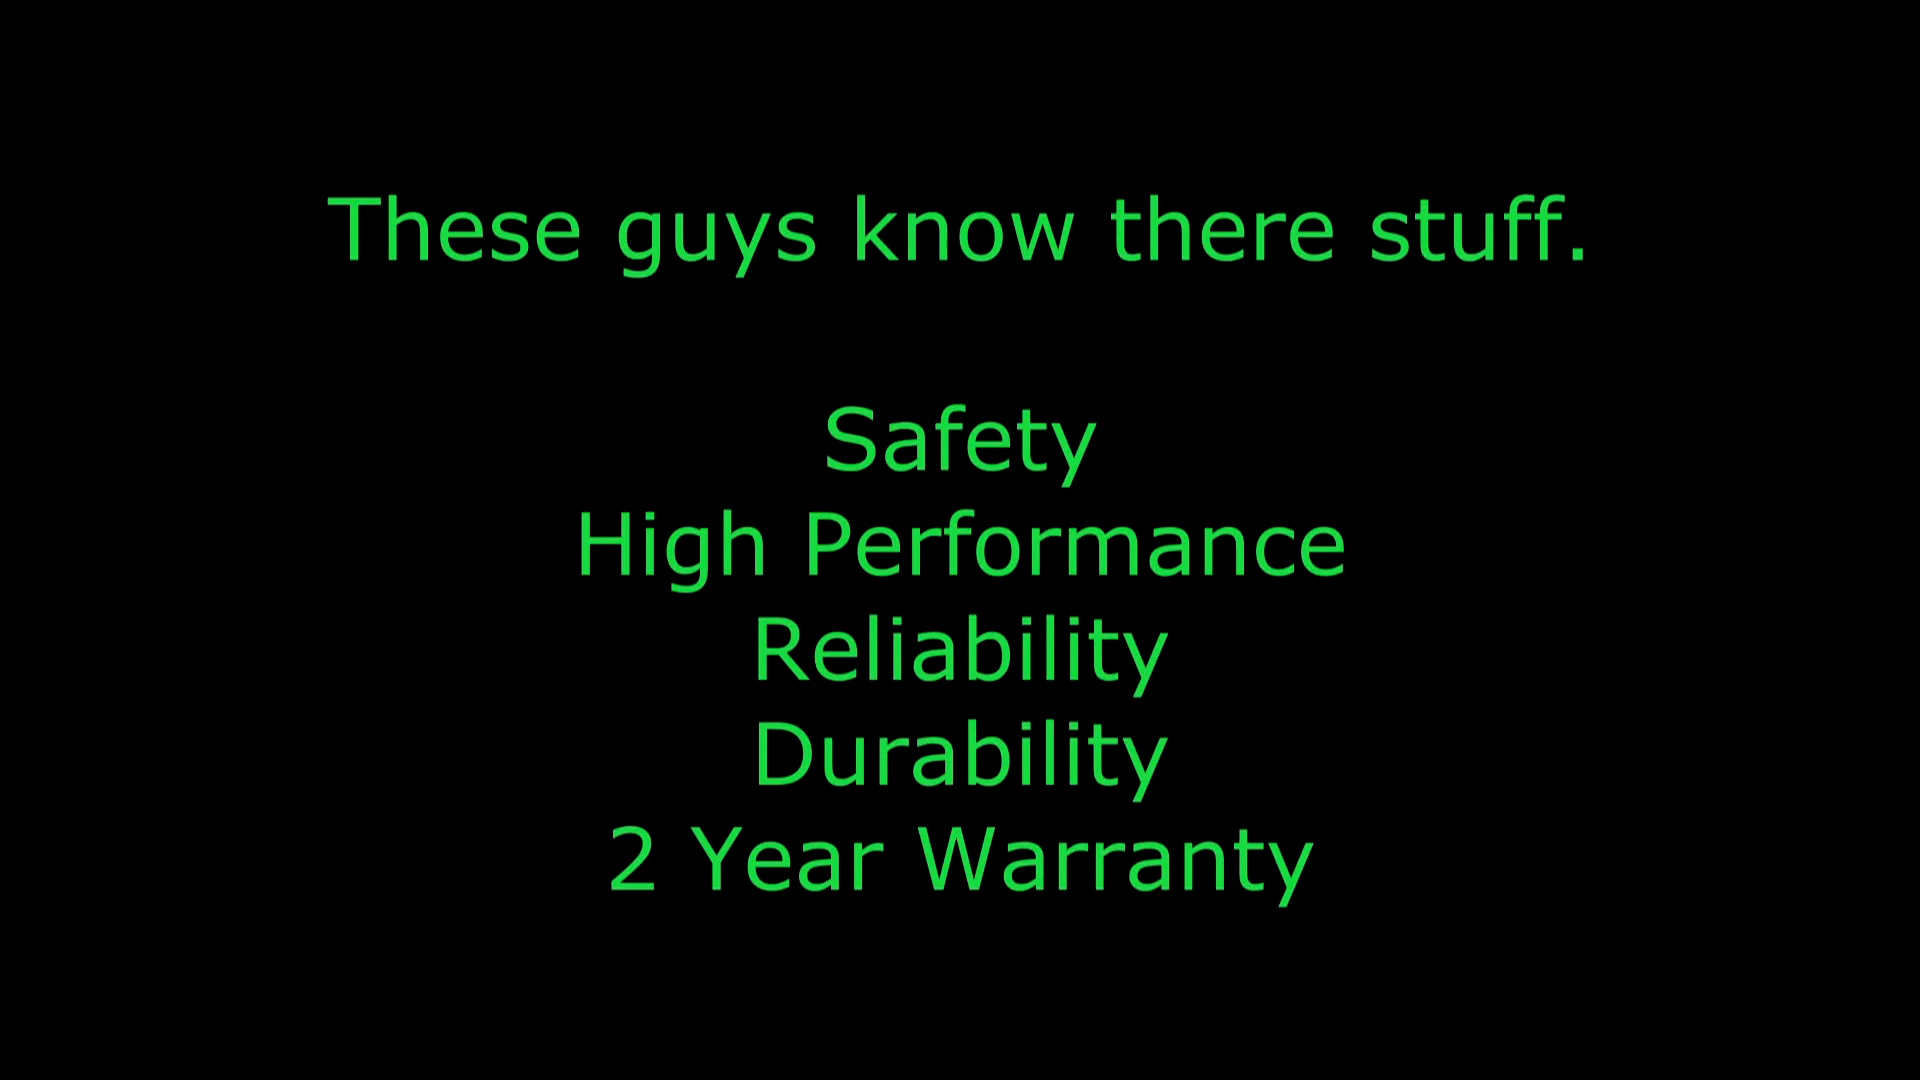 These guys know there stuff.
Safety
High Performance
Reliability
Durability
2 Year Warranty